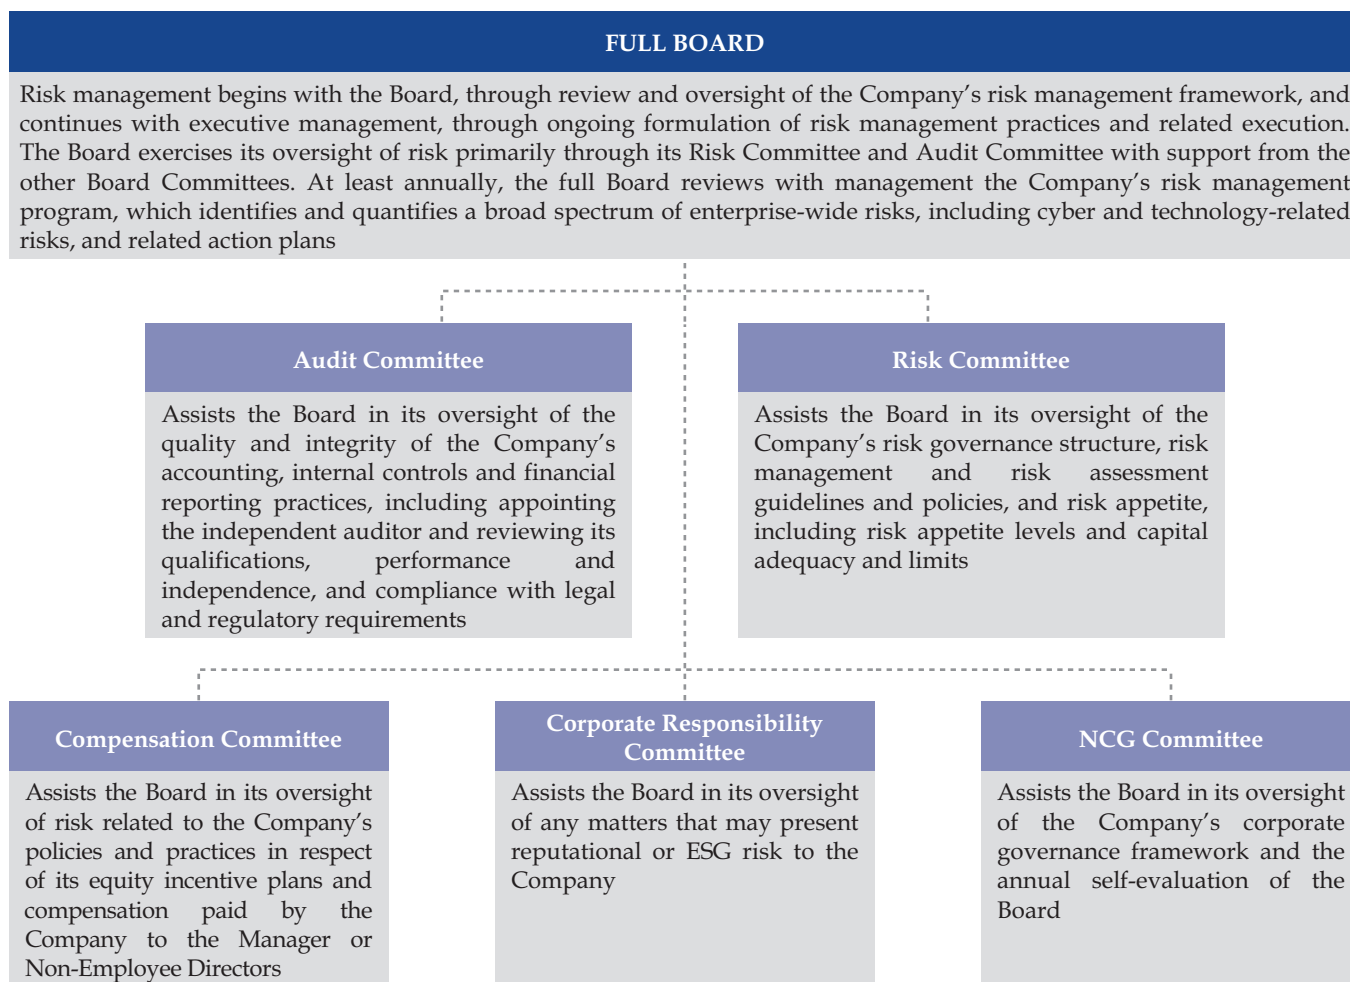 FULL BOARD
Risk management begins with the Board, through review and oversight of the Company’s risk management framework, and
continues with executive management, through ongoing formulation of risk management practices and related execution.
The Board exercises its oversight of risk primarily through its Risk Committee and Audit Committee with support from the
other Board Committees. At least annually, the full Board reviews with management the Company’s risk management
program, which identifies and quantifies a broad spectrum of enterprise-wide risks, including cyber and technology-related
risks, and related action plans
Audit Committee
Assists the Board in its oversight of the
quality and integrity of the Company’s
accounting, internal controls and financial
reporting practices, including appointing
the independent auditor and reviewing its
qualifications, performance and
independence, and compliance with legal
and regulatory requirements
Risk Committee
Assists the Board in its oversight of the
Company’s risk governance structure, risk
management and risk assessment
guidelines and policies, and risk appetite,
including risk appetite levels and capital
adequacy and limits
Compensation Committee
Assists the Board in its oversight
of risk related to the Company’s
policies and practices in respect
of its equity incentive plans and
compensation paid by the
Company to the Manager or
Non-Employee Directors
Corporate Responsibility
Committee
Assists the Board in its oversight
of any matters that may present
reputational or ESG risk to the
Company
NCG Committee
Assists the Board in its oversight
of the Company’s corporate
governance framework and the
annual self-evaluation of the
Board